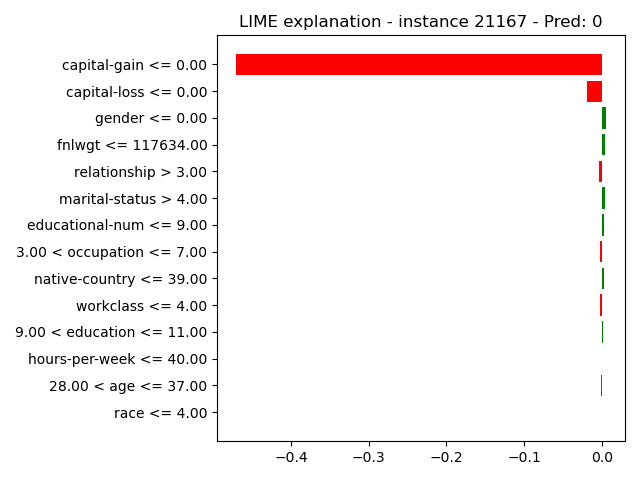 LIME explanation - instance 21167 - Pred: 0
capital-gain <= 0.00
capital-loss <= 0.00
gender <= 0.00
fnlwgt <= 117634.00
relationship > 3.00
marital-status > 4.00
educational-num <= 9.00
3.00 < occupation <= 7.00
native-country <= 39.00
workclass <= 4.00
9.00 < education <= 11.00
hours-per-week <= 40.00
28.00 < age <= 37.00
race <= 4.00
−0.4 −0.3 −0.2 −0.1 0.0